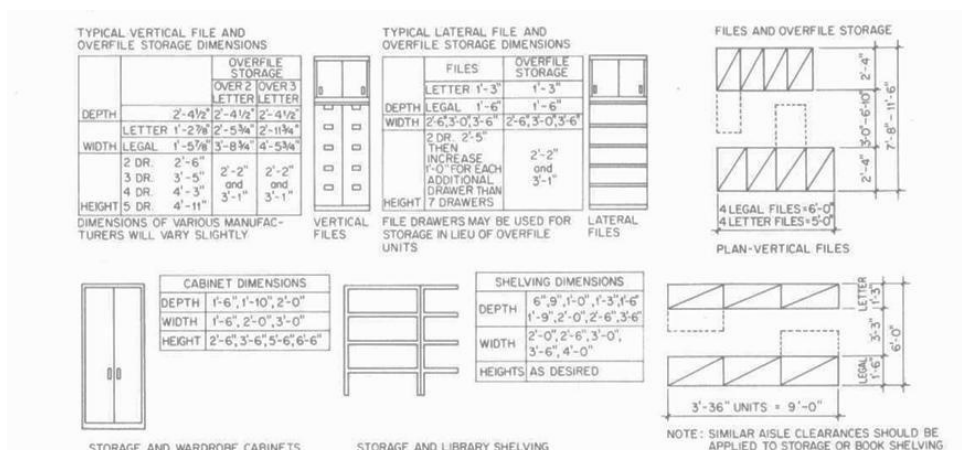 TYPICAL VERTICAL FILE AND
OVERFILE STORAGE DIMENSIONS
OVERFILE
STORAGE
OVER 2 OVER 3
LETTER LETTER
DEPTH 2'-4½" 2'-4½" 2'-4½"
LETTER 1'-2⅞" 2'-5¾" 2'-11¾"
WIDTH LEGAL 1'-5⅞" 3'-8¾" 4'-5¾"
2 DR. 2'-6"
3 DR. 3'-5" 2'-2" 2'-2"
4 DR. 4'-3" and and
HEIGHT 5 DR. 4'-11" 3'-1" 3'-1"
DIMENSIONS OF VARIOUS MANUFAC-
TURERS WILL VARY SLIGHTLY
VERTICAL
FILES
TYPICAL LATERAL FILE AND
OVERFILE STORAGE DIMENSIONS
FILES OVERFILE
STORAGE
LETTER 1'-3" 1'-3"
DEPTH LEGAL 1'-6" 1'-6"
WIDTH 2'-6",3'-0",3'-6" 2'-6",3'-0",3'-6"
2 DR. 2'-5"
THEN
INCREASE 2'-2"
1'-0" FOR EACH and
ADDITIONAL 3'-1"
DRAWER THAN
HEIGHT 7 DRAWERS
FILE DRAWERS MAY BE USED FOR
STORAGE IN LIEU OF OVERFILE
UNITS
LATERAL
FILES
FILES AND OVERFILE STORAGE
2'-4"
3'-0"-6'-10"
2'-4"
7'-8" - 11'-6"
4 LEGAL FILES=6'-0"
4 LETTER FILES=5'-0"
PLAN-VERTICAL FILES
CABINET DIMENSIONS
DEPTH 1'-6", 1'-10", 2'-0"
WIDTH 1'-6", 2'-0", 3'-0"
HEIGHT 2'-6", 3'-6", 5'-6", 6'-6"
STORAGE AND WARDROBE CABINETS
SHELVING DIMENSIONS
DEPTH 6", 9", 1'-0", 1'-3", 1'-6"
1'-9", 2'-0", 2'-6", 3'-6"
WIDTH 2'-0", 2'-6", 3'-0",
3'-6", 4'-0"
HEIGHTS AS DESIRED
STORAGE AND LIBRARY SHELVING
LETTER
1'-3"
3'-3"
6'-0"
LEGAL
1'-6"
3'-36" UNITS = 9'-0"
NOTE: SIMILAR AISLE CLEARANCES SHOULD BE
APPLIED TO STORAGE OR BOOK SHELVING